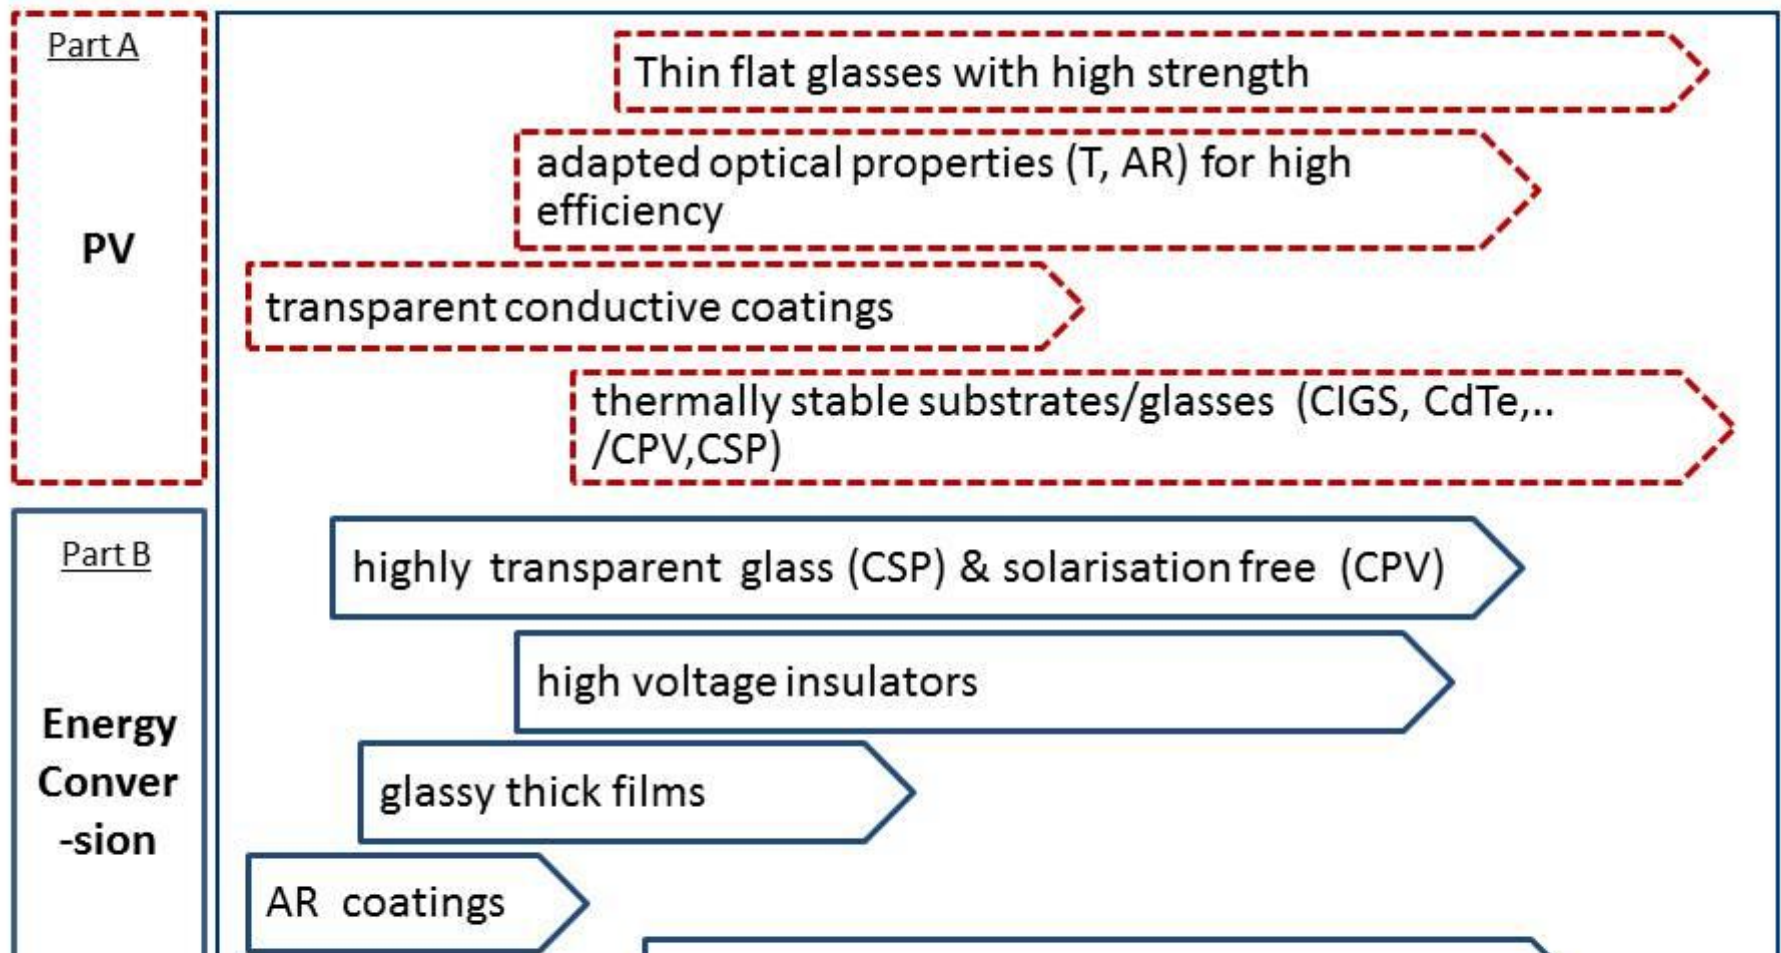 Part A
PV
Thin flat glasses with high strength
adapted optical properties (T, AR) for high
efficiency
transparent conductive coatings
thermally stable substrates/glasses (CIGS, CdTe,..
/CPV,CSP)
Part B
Energy
Conver
-sion
highly transparent glass (CSP) & solarisation free (CPV)
high voltage insulators
glassy thick films
AR coatings